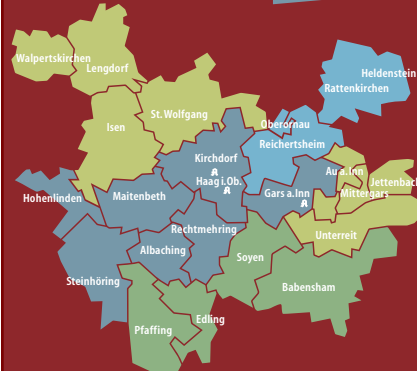 Walpertskirchen
Lengdorf
Heldenstein
Rattenkirchen
St. Wolfgang
Isen
Oberornau
Reichertsheim
Kirchdorf
Haag i. Ob.
Au a. Inn
Jettenbach
Mittergars
Gars a. Inn
Hohenlinden
Maitenbeth
Rechtmehring
Unterreit
Albaching
Soyen
Steinhöring
Babensham
Edling
Pfaffing